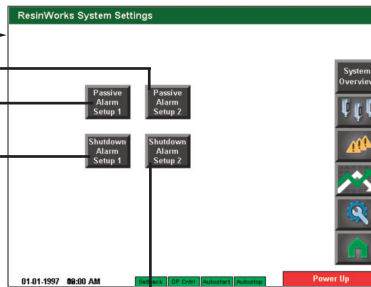 ResinWorks System Settings
System
Overview
Passive
Alarm
Setup 1
Passive
Alarm
Setup 2
Shutdown
Alarm
Setup 1
Shutdown
Alarm
Setup 2
01-01-1997 08:00 AM
DP Cntrl
Autostart
Autostop
Power Up